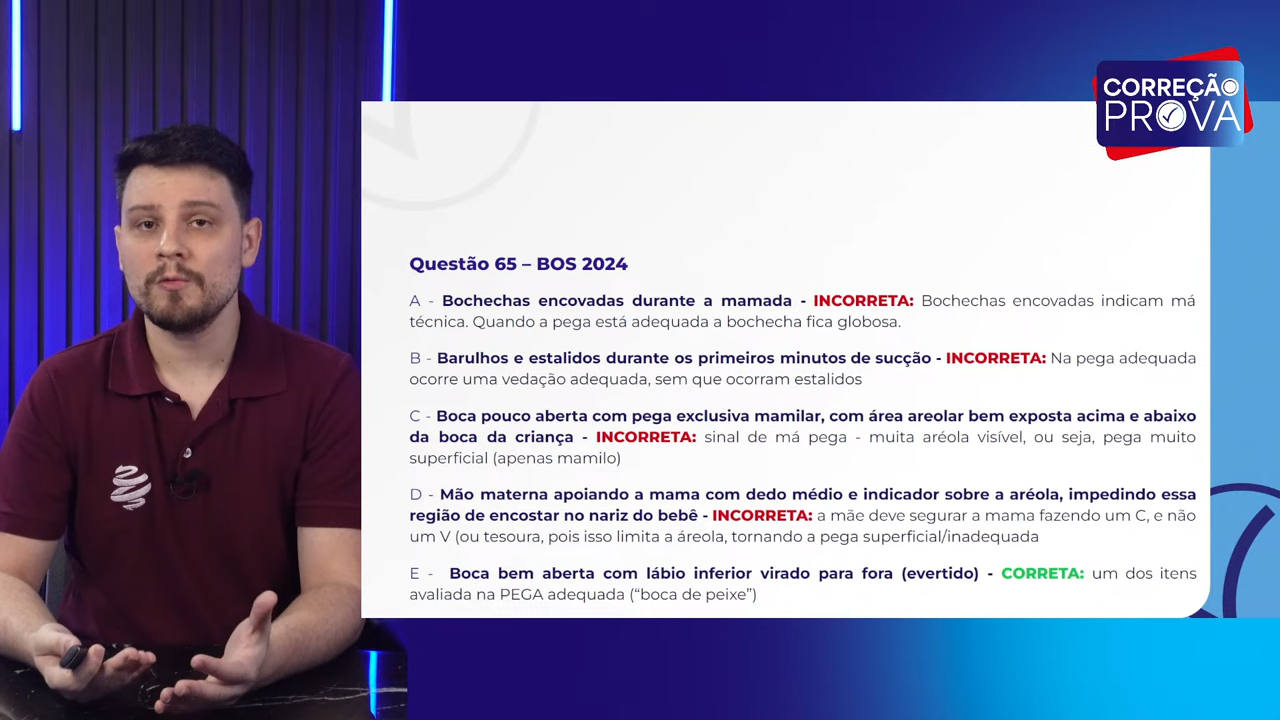 CORREÇÃO
PROVA
Questão 65 – BOS 2024
A - Bochechas encovadas durante a mamada - INCORRETA: Bochechas encovadas indicam má
técnica. Quando a pega está adequada a bochecha fica globosa.
B - Barulhos e estalidos durante os primeiros minutos de sucção - INCORRETA: Na pega adequada
ocorre uma vedação adequada, sem que ocorram estalidos
C - Boca pouco aberta com pega exclusiva mamilar, com área areolar bem exposta acima e abaixo
da boca da criança - INCORRETA: sinal de má pega - muita aréola visível, ou seja, pega muito
superficial (apenas mamilo)
D - Mão materna apoiando a mama com dedo médio e indicador sobre a aréola, impedindo essa
região de encostar no nariz do bebê - INCORRETA: a mãe deve segurar a mama fazendo um C, e não
um V (ou tesoura, pois isso limita a áreola, tornando a pega superficial/inadequada
E - Boca bem aberta com lábio inferior virado para fora (evertido) - CORRETA: um dos itens
avaliada na PEGA adequada (“boca de peixe”)